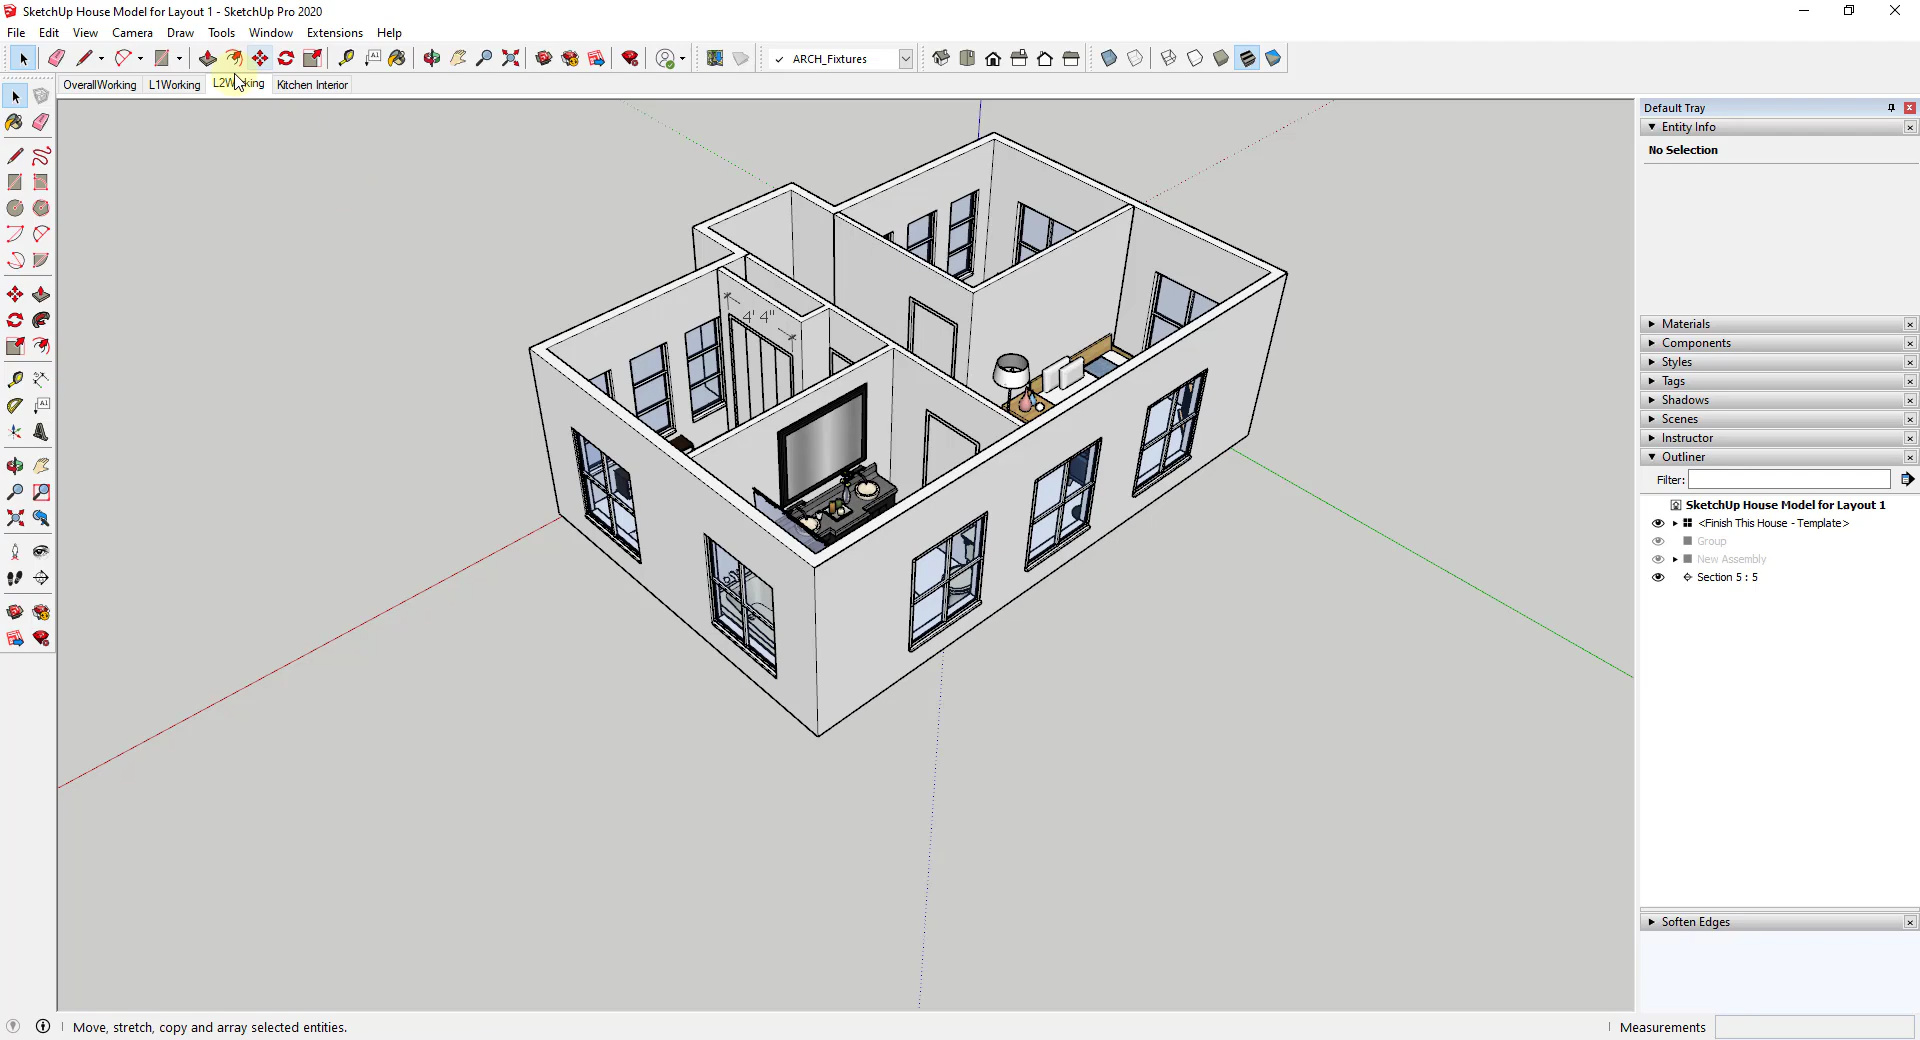 SketchUp House Model for Layout 1 - SketchUp Pro 2020
File Edit View Camera Draw Tools Window Extensions Help
✓ ARCH_Fixtures
OverallWorking L1Working L2Working Kitchen Interior
Default Tray
Entity Info
No Selection
4' 4"
Materials
Components
Styles
Tags
Shadows
Scenes
Instructor
Outliner
Filter:
SketchUp House Model for Layout 1
<Finish This House - Template>
Group
New Assembly
Section 5 : 5
Soften Edges
Move, stretch, copy and array selected entities.
Measurements